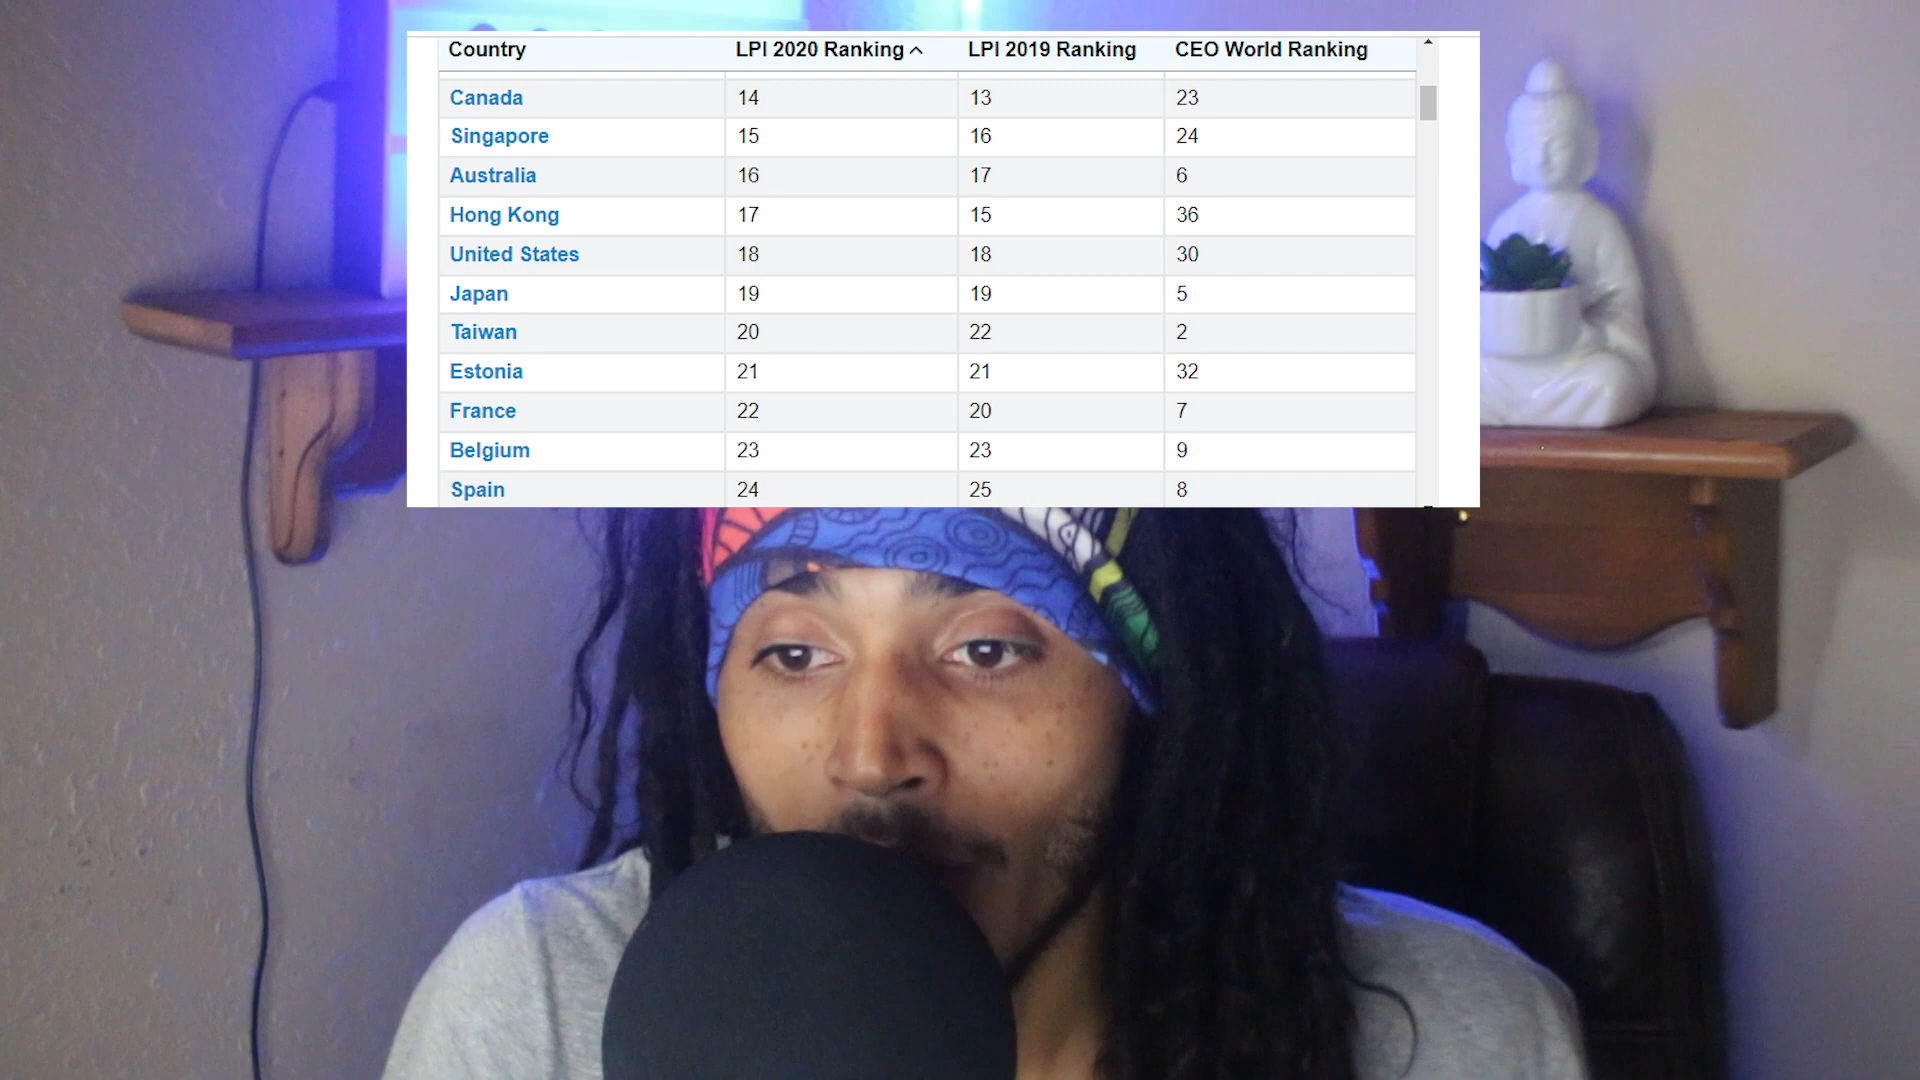 Country LPI 2020 Ranking LPI 2019 Ranking CEO World Ranking
Canada 14 13 23
Singapore 15 16 24
Australia 16 17 6
Hong Kong 17 15 36
United States 18 18 30
Japan 19 19 5
Taiwan 20 22 2
Estonia 21 21 32
France 22 20 7
Belgium 23 23 9
Spain 24 25 8